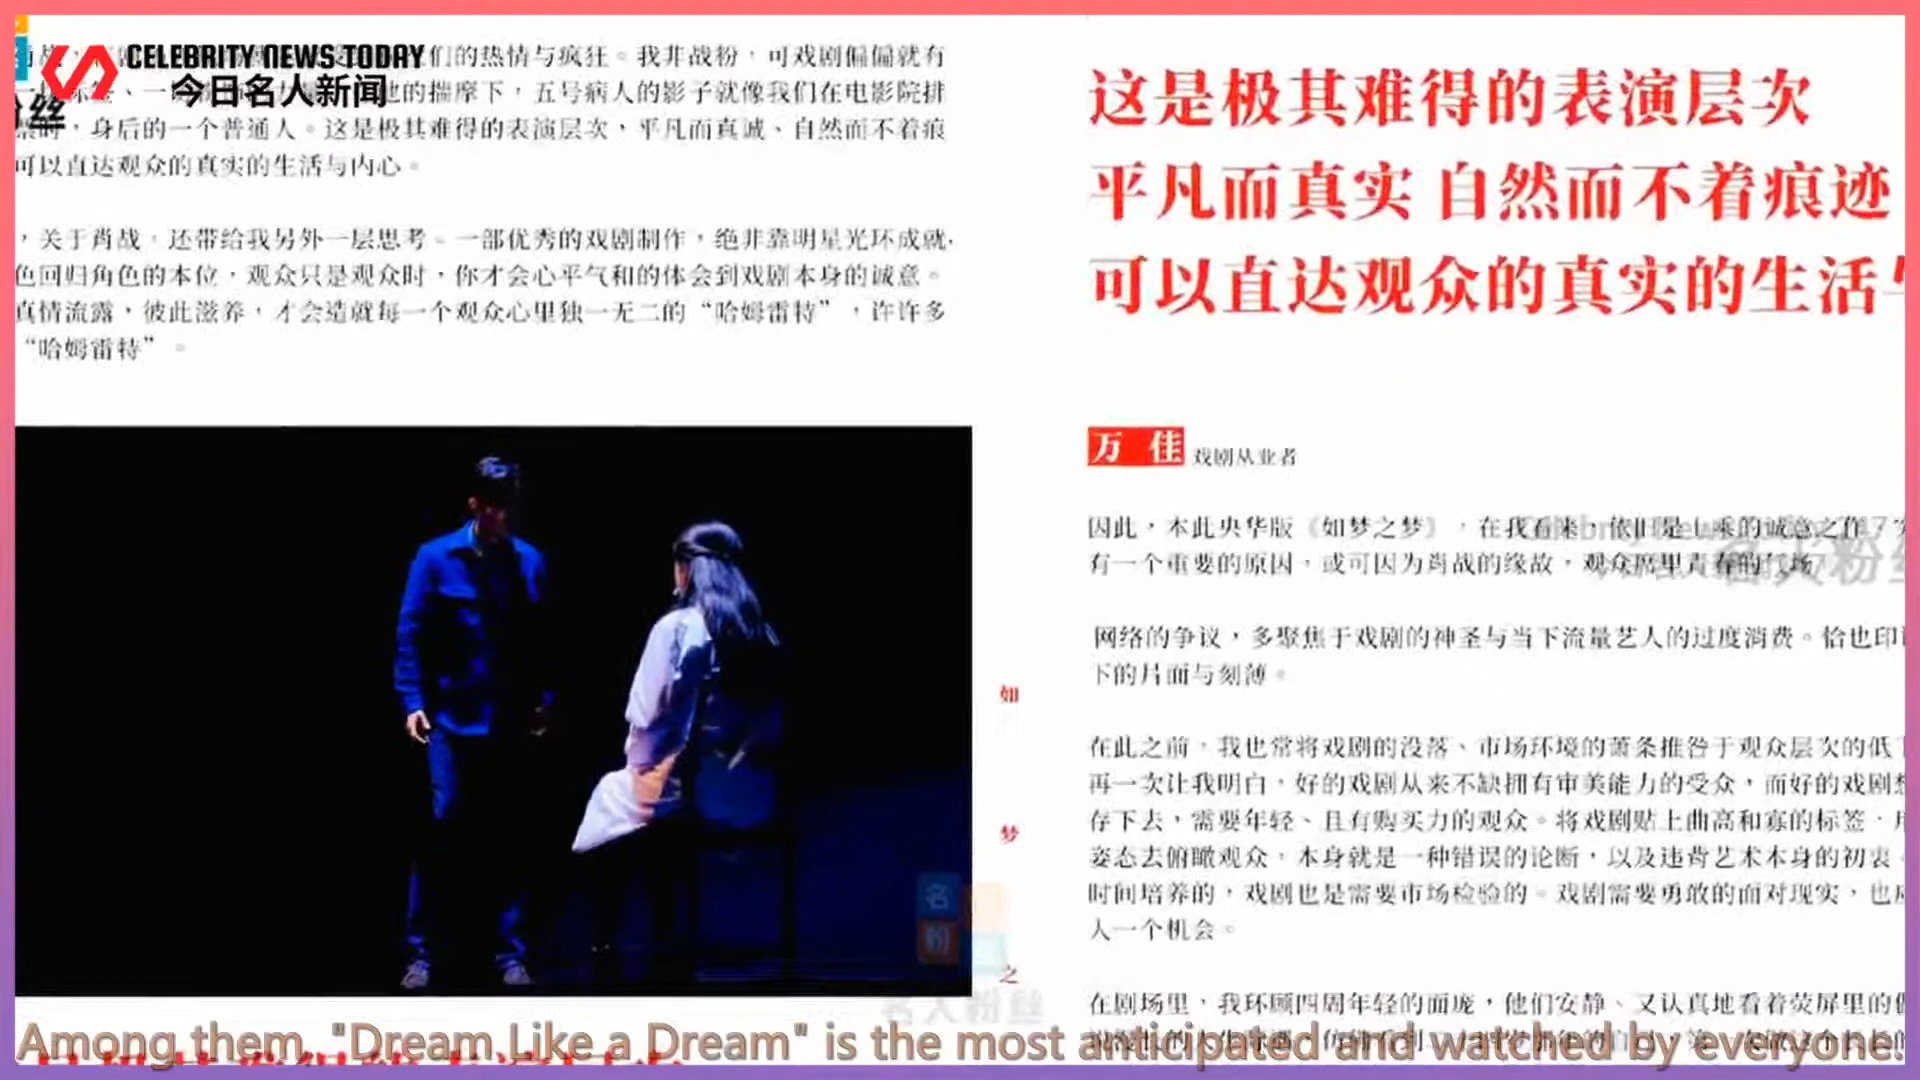 CELEBRITY NEWS TODAY
今日名人新闻
们的热情与疯狂。我非战粉，可戏剧偏偏就有
的揣摩下，五号病人的影子就像我们在电影院排
，身后的一个普通人。这是极其难得的表演层次，平凡而真诚、自然而不着痕
可以直达观众的真实的生活与内心。
，关于肖战，还带给我另外一层思考。一部优秀的戏剧制作，绝非靠明星光环成就，
色回归角色的本位，观众只是观众时，你才会心平气和的体会到戏剧本身的诚意。
真情流露，彼此滋养，才会造就每一个观众心里独一无二的“哈姆雷特”，许许多
“哈姆雷特”。
这是极其难得的表演层次
平凡而真实 自然而不着痕迹
可以直达观众的真实的生活
万 佳 戏剧从业者
因此，本此央华版《如梦之梦》，在我看来，依旧是上乘的诚意之作
有一个重要的原因，或可因为肖战的缘故，观众席里青春的气场
网络的争议，多聚焦于戏剧的神圣与当下流量艺人的过度消费。恰也印
下的片面与刻薄。
在此之前，我也常将戏剧的没落、市场环境的萧条推咎于观众层次的低
再一次让我明白，好的戏剧从来不缺拥有审美能力的受众，而好的戏剧想
存下去，需要年轻、且有购买力的观众。将戏剧贴上曲高和寡的标签，用
姿态去俯瞰观众，本身就是一种错误的论断，以及违背艺术本身的初衷。
时间培养的，戏剧也是需要市场检验的。戏剧需要勇敢的面对现实，也应
人一个机会。
在剧场里，我环顾四周年轻的面庞，他们安静、又认真地看着荧屏里的
如
梦
之
名人粉丝
Among them, "Dream Like a Dream" is the most anticipated and watched by everyone.